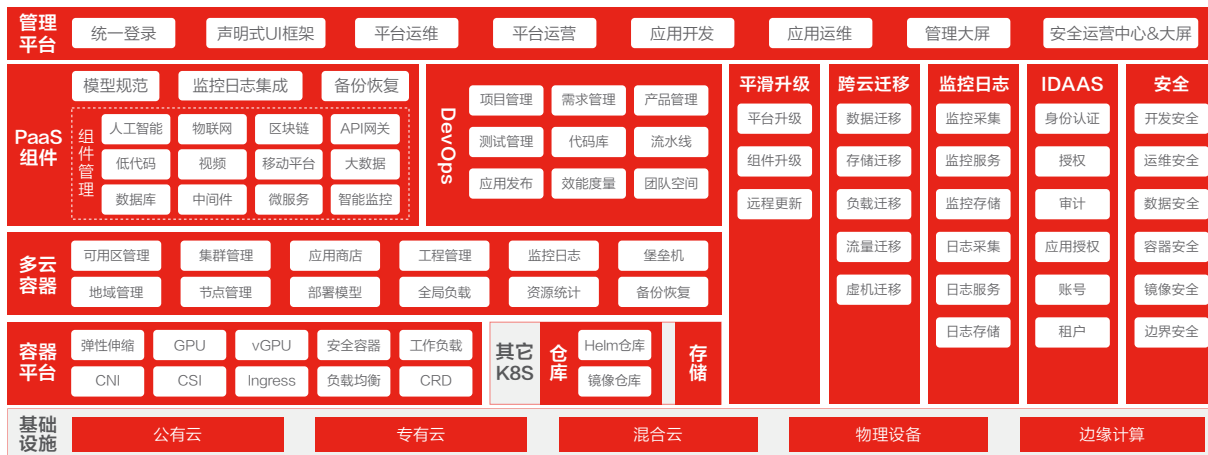 管理
平台
统一登录
声明式UI框架
平台运维
平台运营
应用开发
应用运维
管理大屏
安全运营中心&大屏
PaaS
组件
模型规范
监控日志集成
备份恢复
组件管理
人工智能
物联网
区块链
API网关
低代码
视频
移动平台
大数据
数据库
中间件
微服务
智能监控
DevOps
项目管理
需求管理
产品管理
测试管理
代码库
流水线
应用发布
效能度量
团队空间
多云
容器
可用区管理
集群管理
应用商店
工程管理
监控日志
堡垒机
地域管理
节点管理
部署模型
全局负载
资源统计
备份恢复
容器
平台
弹性伸缩
GPU
vGPU
安全容器
工作负载
CNI
CSI
Ingress
负载均衡
CRD
其它
K8S
仓库
Helm仓库
镜像仓库
存储
平滑升级
平台升级
组件升级
远程更新
跨云迁移
数据迁移
存储迁移
负载迁移
流量迁移
虚机迁移
监控日志
监控采集
监控服务
监控存储
日志采集
日志服务
日志存储
IDAAS
身份认证
授权
审计
应用授权
账号
租户
安全
开发安全
运维安全
数据安全
容器安全
镜像安全
边界安全
基础
设施
公有云
专有云
混合云
物理设备
边缘计算